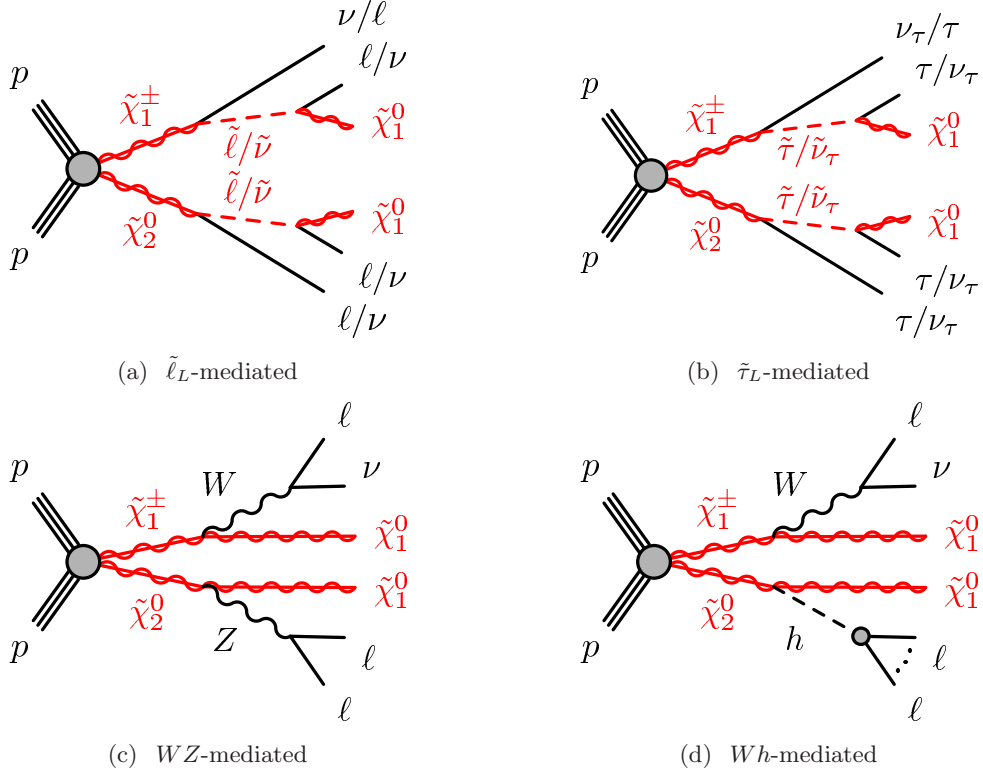 ν/ℓ
ℓ/ν
p
χ̃₁±
χ̃₁⁰
ℓ̃/ν̃
ℓ̃/ν̃
χ̃₂⁰
χ̃₁⁰
p
ℓ/ν
ℓ/ν
(a) ℓ̃_L-mediated
ν_τ/τ
τ/ν_τ
p
χ̃₁±
χ̃₁⁰
τ̃/ν̃_τ
τ̃/ν̃_τ
χ̃₂⁰
χ̃₁⁰
p
τ/ν_τ
τ/ν_τ
(b) τ̃_L-mediated
ℓ
p
W
ν
χ̃₁±
χ̃₁⁰
χ̃₁⁰
χ̃₂⁰
p
Z
ℓ
ℓ
(c) WZ-mediated
ℓ
p
W
ν
χ̃₁±
χ̃₁⁰
χ̃₁⁰
χ̃₂⁰
p
h
ℓ
ℓ
(d) Wh-mediated